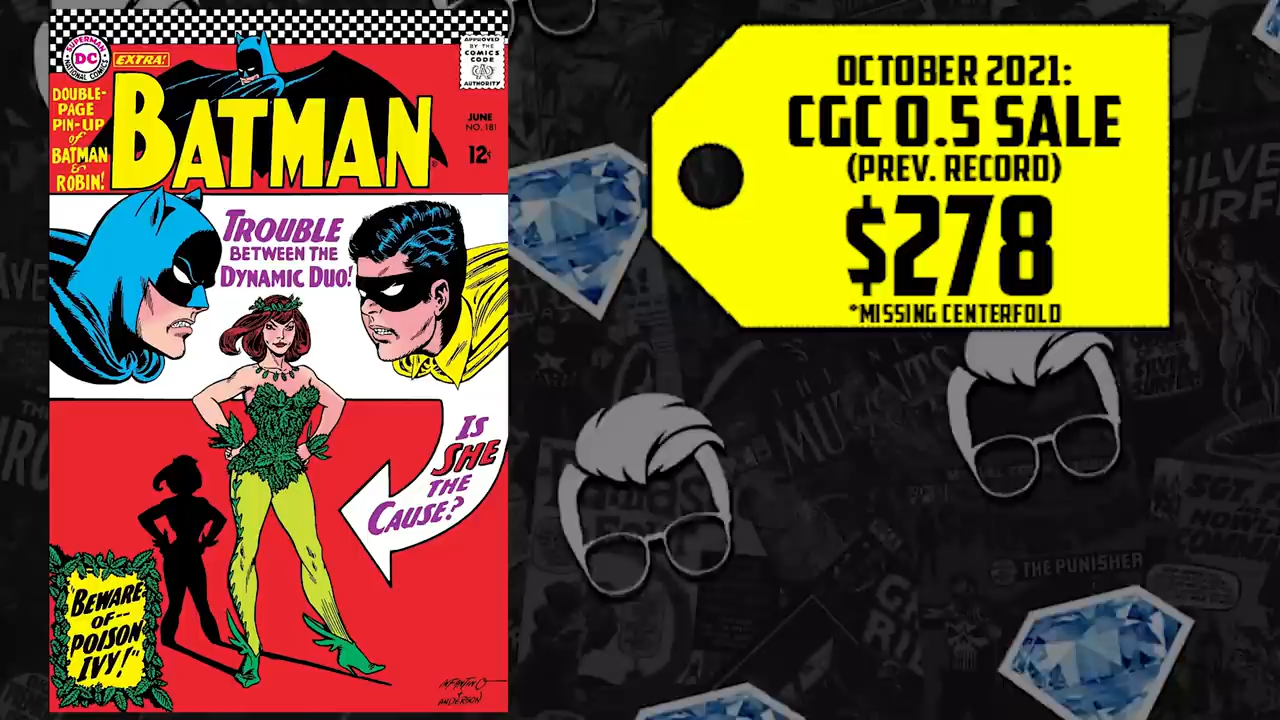 SUPERMAN
DC
NATIONAL COMICS
EXTRA!
APPROVED
BY THE
COMICS
CODE
AUTHORITY
DOUBLE-
PAGE
PIN-UP
of
BATMAN
&
ROBIN!
BATMAN
JUNE
NO. 181
12¢
TROUBLE
BETWEEN THE
DYNAMIC DUO!
IS
SHE
THE
CAUSE?
"BEWARE
OF--
POISON
IVY!"
INFANTINO
&
ANDERSON
OCTOBER 2021:
CGC 0.5 SALE
(PREV. RECORD)
$278
*MISSING CENTERFOLD
THE PUNISHER